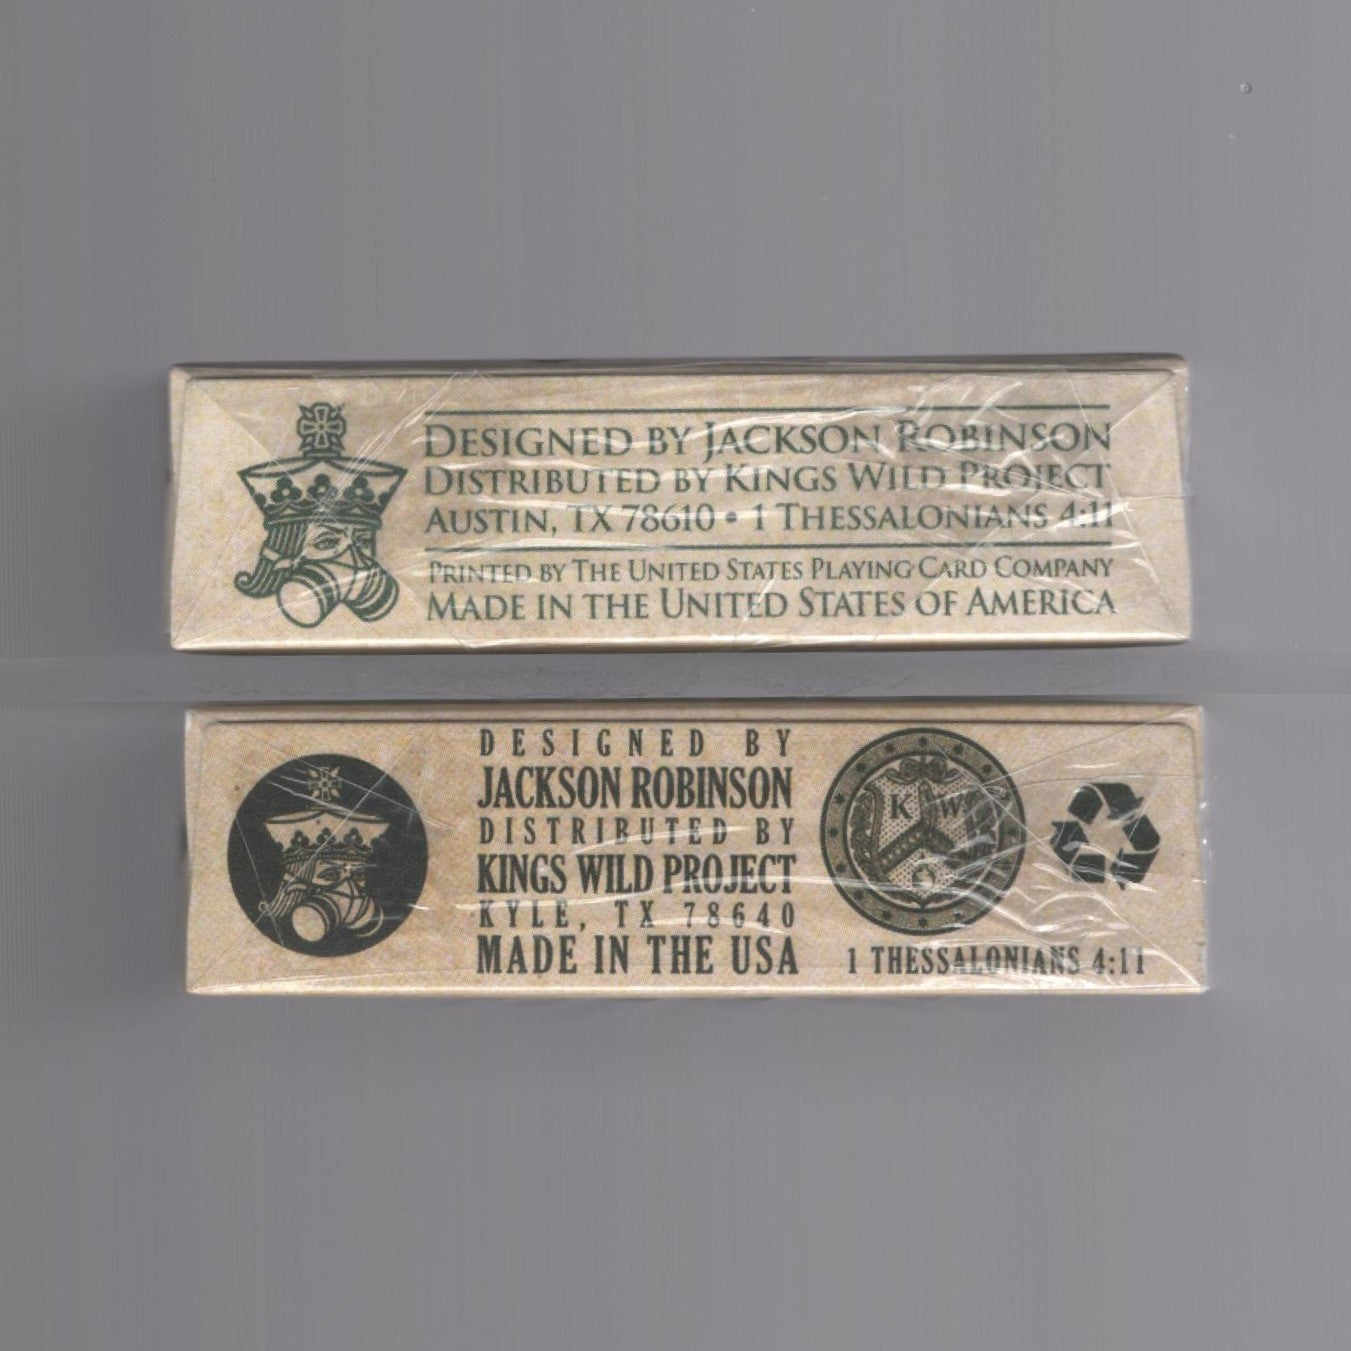 DESIGNED BY JACKSON ROBINSON
DISTRIBUTED BY KINGS WILD PROJECT
AUSTIN, TX 78610 • 1 THESSALONIANS 4:11
PRINTED BY THE UNITED STATES PLAYING CARD COMPANY
MADE IN THE UNITED STATES OF AMERICA
DESIGNED BY
JACKSON ROBINSON
DISTRIBUTED BY
KINGS WILD PROJECT
KYLE, TX 78640
MADE IN THE USA
K W
1 THESSALONIANS 4:11